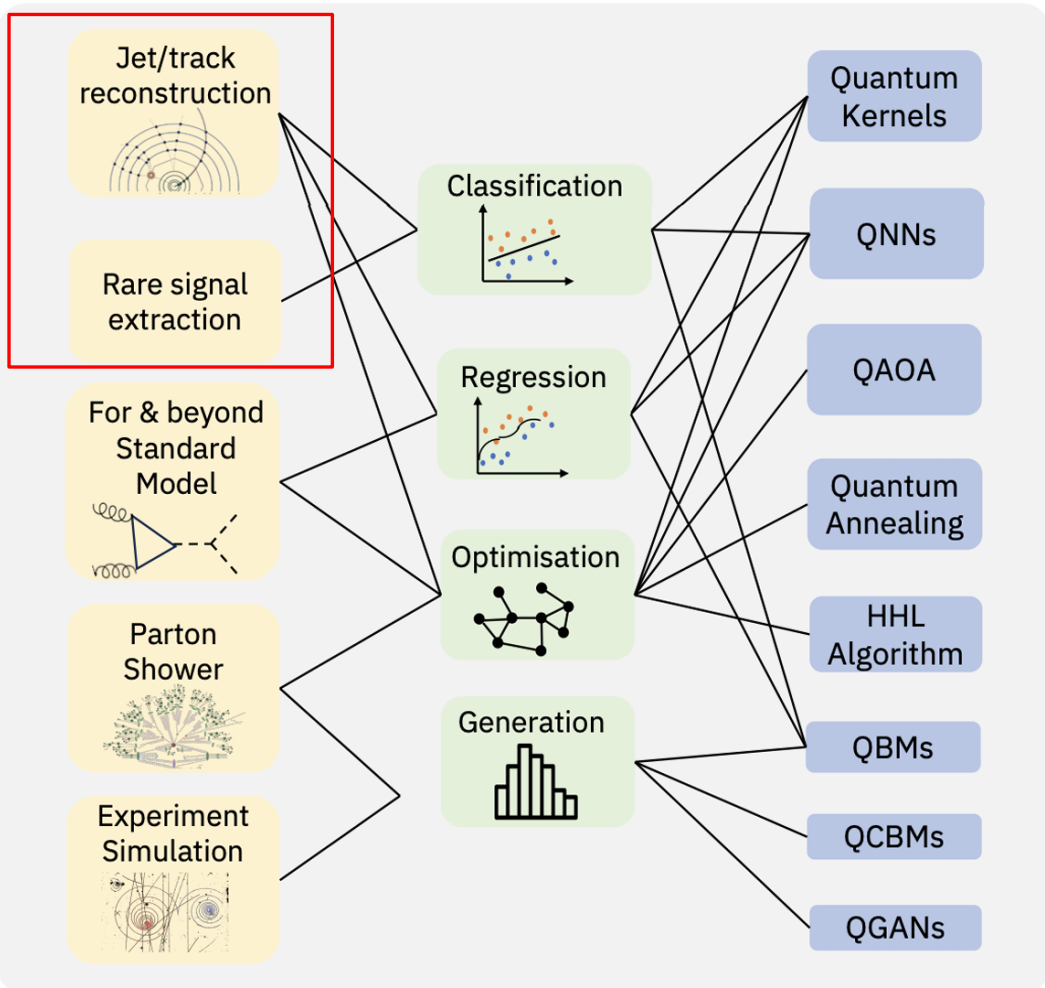 Jet/track
reconstruction
Rare signal
extraction
For & beyond
Standard
Model
Parton
Shower
Experiment
Simulation
Classification
Regression
Optimisation
Generation
Quantum
Kernels
QNNs
QAOA
Quantum
Annealing
HHL
Algorithm
QBMs
QCBMs
QGANs